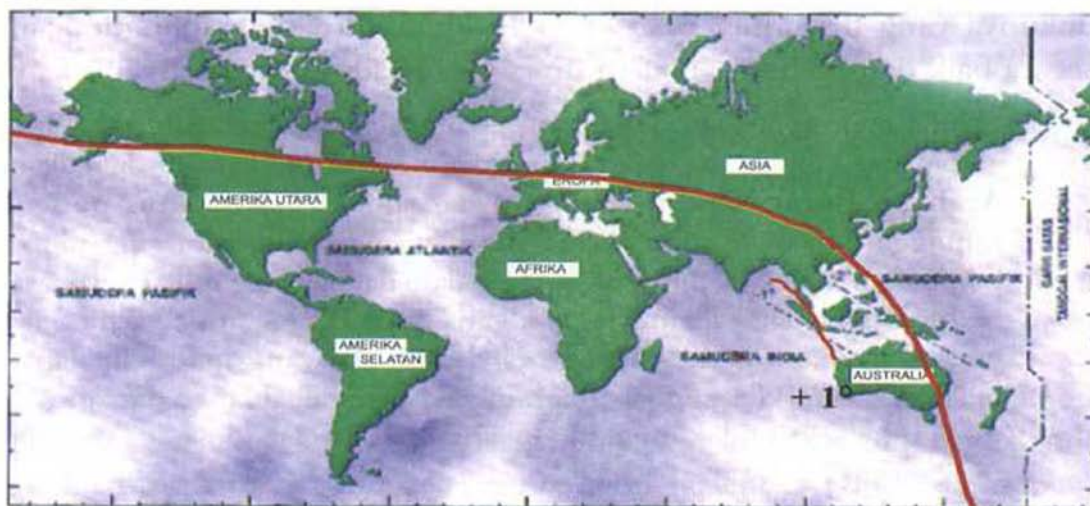 ASIA
EROPA
AMERIKA UTARA
SAMUDERA ATLANTIK
AFRIKA
SAMUDERA PASIFIK
SAMUDERA PASIFIK
GARIS BATAS
TANGGAL INTERNASIONAL
AMERIKA
SELATAN
SAMUDERA INDIA
AUSTRALIA
+ 1°